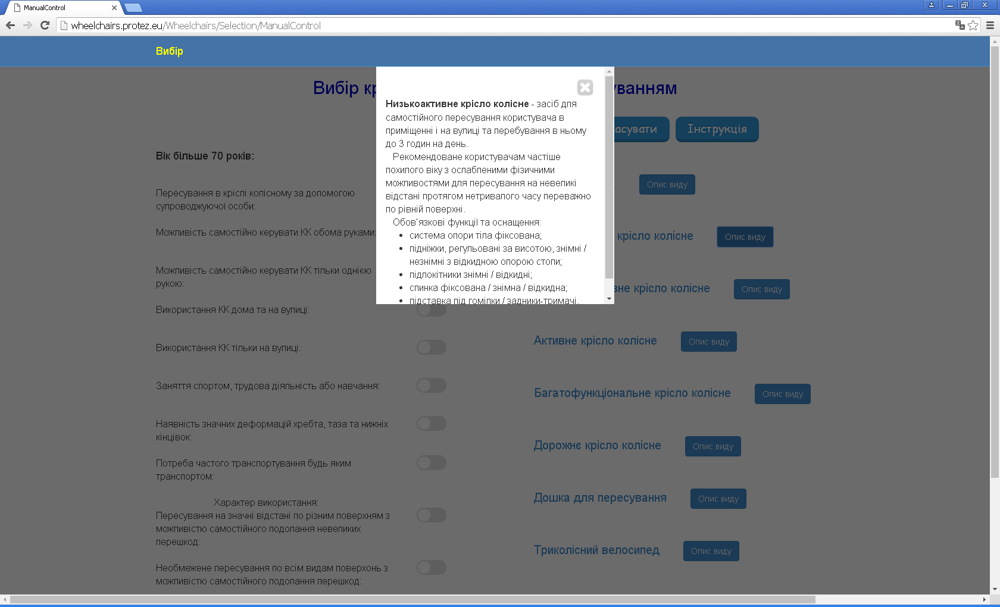 ManualControl
wheelchairs.protez.eu/Wheelchairs/Selection/ManualControl
Вибір
Вибір
уванням
Низькоактивне крісло колісне - засіб для
самостійного пересування користувача в
приміщенні і на вулиці та перебування в ньому
до 3 годин на день.
Рекомендоване користувачам частіше
похилого віку з ослабленими фізичними
можливостями для пересування на невеликі
відстані протягом нетривалого часу переважно
по рівній поверхні.
Обов'язкові функції та оснащення:
• система опори тіла фіксована;
• підніжки, регульовані за висотою, знімні /
незнімні з відкидною опорою стопи;
• підлокітники знімні / відкидні;
• спинка фіксована / знімна / відкидна;
• підставка під гомілки / задники-тримачі.
асувати
Інструкція
Вік більше 70 років:
Пересування в кріслі колісному за допомогою
супроводжуючої особи:
Можливість самостійно керувати КК обома руками:
Можливість самостійно керувати КК тільки однією
рукою:
Використання КК дома та на вулиці:
Використання КК тільки на вулиці:
Заняття спортом, трудова діяльність або навчання:
Наявність значних деформацій хребта, таза та нижніх
кінцівок:
Потреба частого транспортування будь яким
транспортом:
Характер використання:
Пересування на значні відстані по різним поверхням з
можливістю самостійного подолання невеликих
перешкод:
Необмежене пересування по всім видам поверхонь з
можливістю самостійного подолання перешкод:
Опис виду
крісло колісне Опис виду
вне крісло колісне Опис виду
Активне крісло колісне Опис виду
Багатофункціональне крісло колісне Опис виду
Дорожнє крісло колісне Опис виду
Дошка для пересування Опис виду
Триколісний велосипед Опис виду